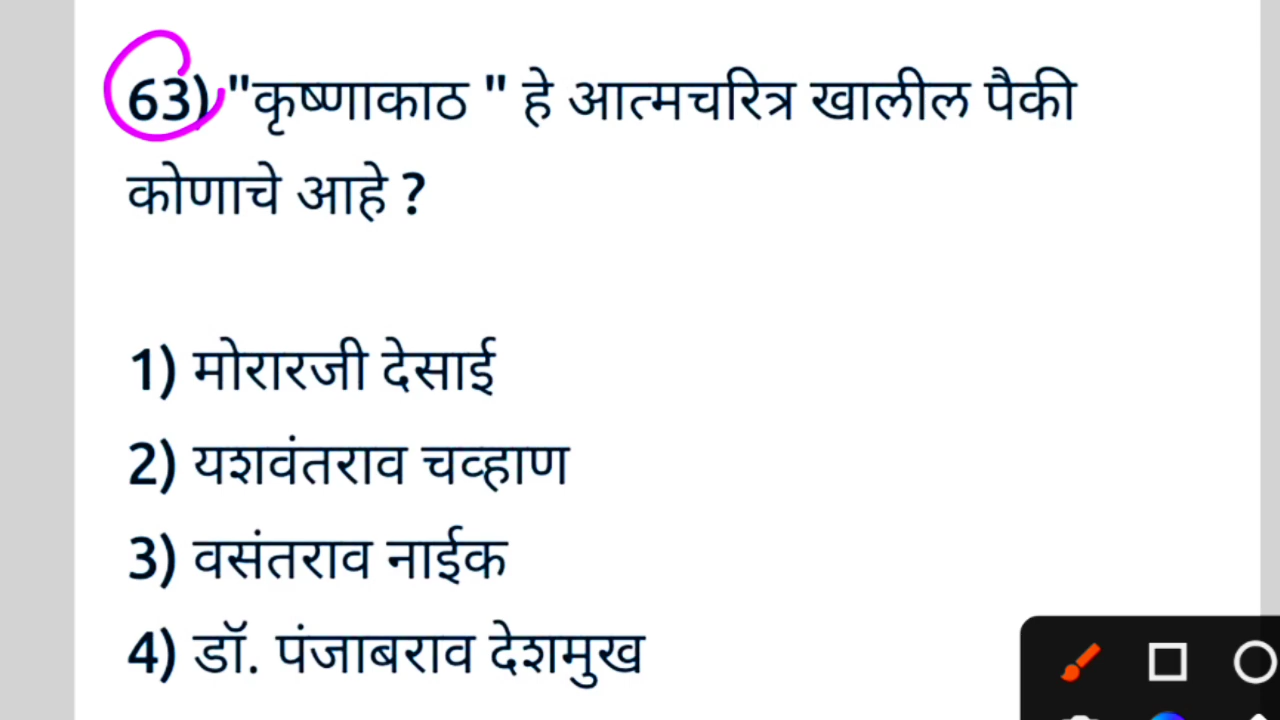 63) "कृष्णाकाठ " हे आत्मचरित्र खालील पैकी
कोणाचे आहे ?
1) मोरारजी देसाई
2) यशवंतराव चव्हाण
3) वसंतराव नाईक
4) डॉ. पंजाबराव देशमुख